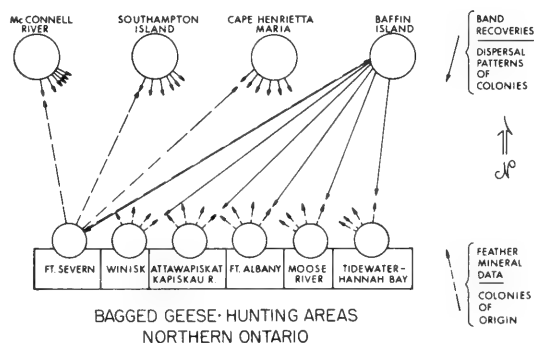 McCONNELL
RIVER
SOUTHAMPTON
ISLAND
CAPE HENRIETTA
MARIA
BAFFIN
ISLAND
BAND
RECOVERIES
DISPERSAL
PATTERNS
OF
COLONIES
N
FT. SEVERN
WINISK
ATTAWAPISKAT
KAPISKAU R.
FT. ALBANY
MOOSE
RIVER
TIDEWATER-
HANNAH BAY
FEATHER
MINERAL
DATA
COLONIES
OF
ORIGIN
BAGGED GEESE·HUNTING AREAS
NORTHERN ONTARIO